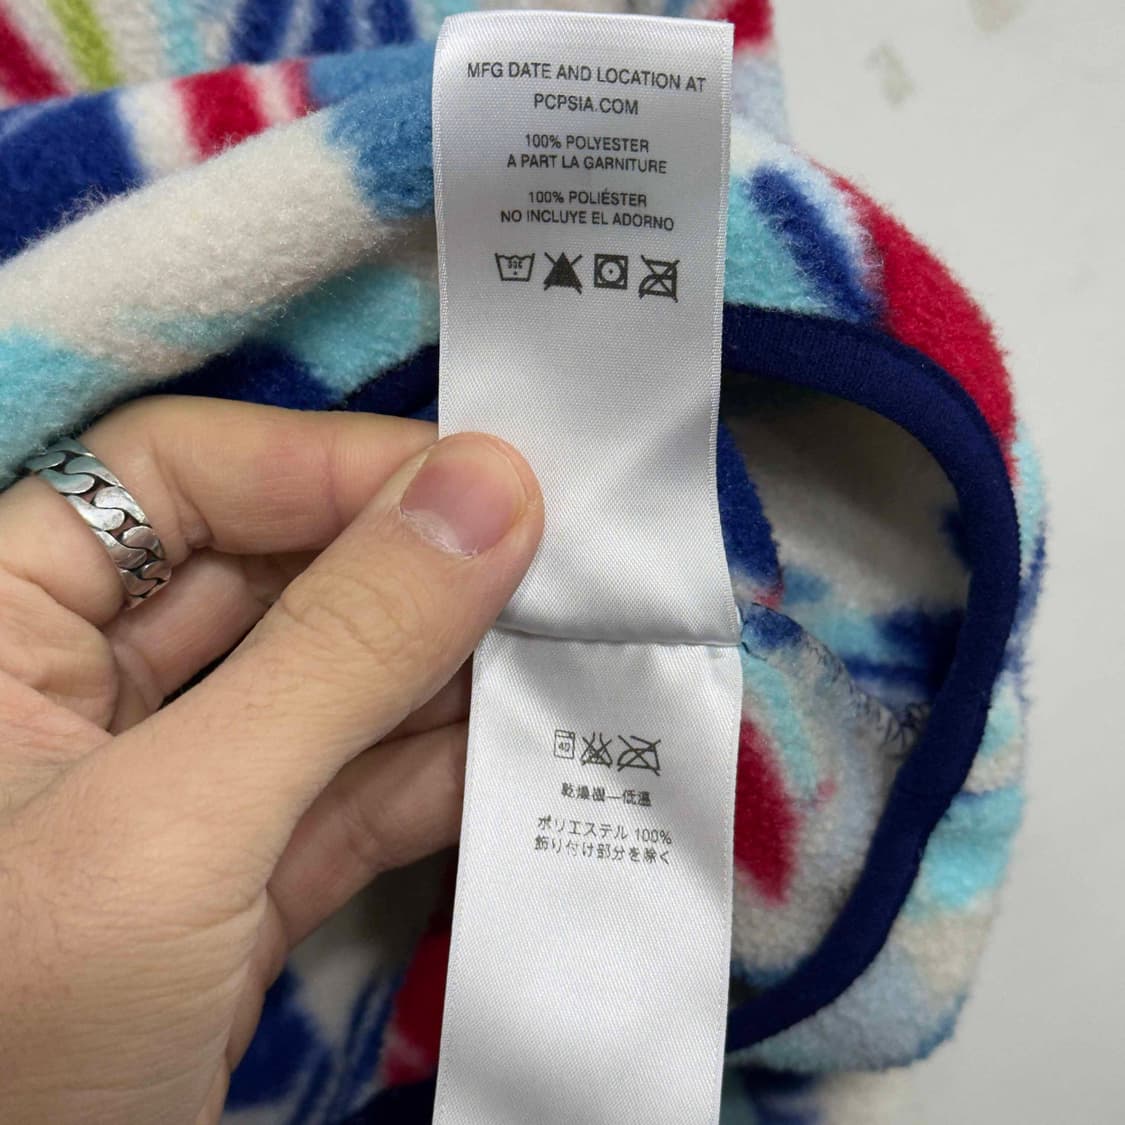 MFG DATE AND LOCATION AT
PCPSIA.COM
100% POLYESTER
A PART LA GARNITURE
100% POLIÉSTER
NO INCLUYE EL ADORNO
40
乾燥機—低温
ポリエステル 100%
飾り付け部分を除く